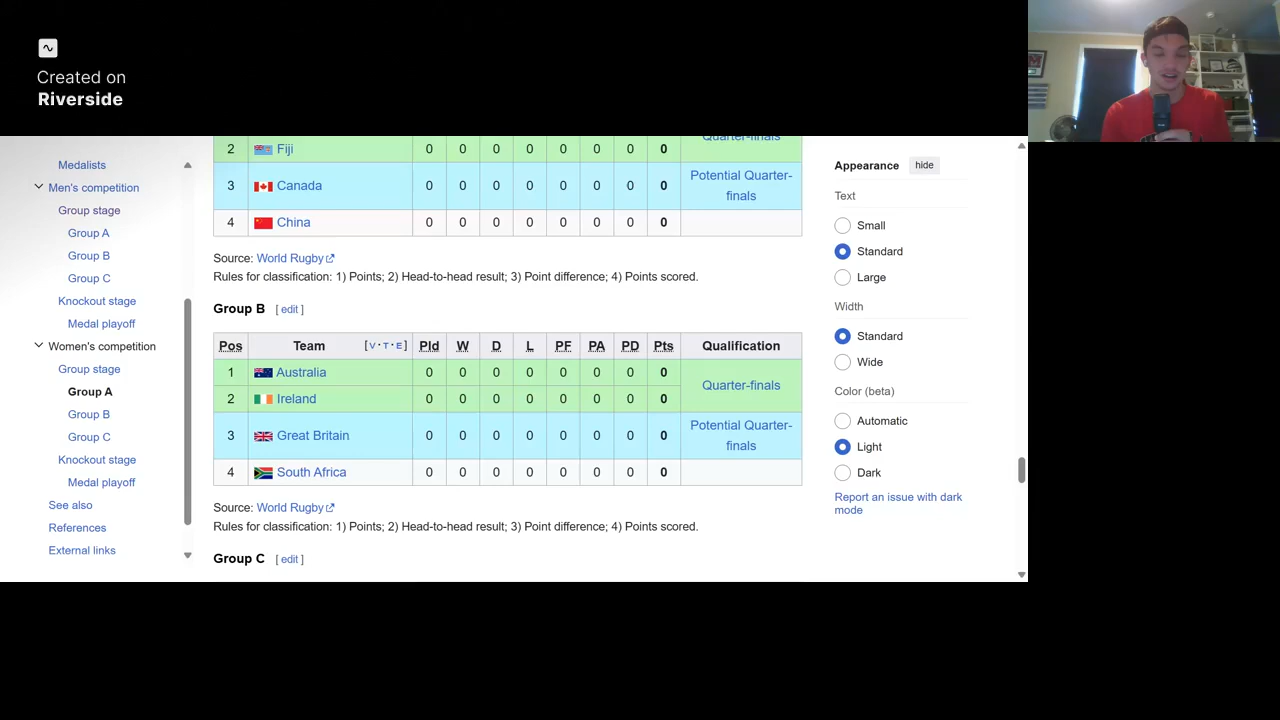 Created on
Riverside
Medalists
Men's competition
Group stage
Group A
Group B
Group C
Knockout stage
Medal playoff
Women's competition
Group stage
Group A
Group B
Group C
Knockout stage
Medal playoff
See also
References
External links
Quarter-finals
2 Fiji 0 0 0 0 0 0 0 0
3 Canada 0 0 0 0 0 0 0 0 Potential Quarter-
finals
4 China 0 0 0 0 0 0 0 0
Source: World Rugby
Rules for classification: 1) Points; 2) Head-to-head result; 3) Point difference; 4) Points scored.
Group B [ edit ]
Pos Team [V·T·E] Pld W D L PF PA PD Pts Qualification
1 Australia 0 0 0 0 0 0 0 0 Quarter-finals
2 Ireland 0 0 0 0 0 0 0 0
3 Great Britain 0 0 0 0 0 0 0 0 Potential Quarter-
finals
4 South Africa 0 0 0 0 0 0 0 0
Source: World Rugby
Rules for classification: 1) Points; 2) Head-to-head result; 3) Point difference; 4) Points scored.
Group C [ edit ]
Appearance hide
Text
Small
Standard
Large
Width
Standard
Wide
Color (beta)
Automatic
Light
Dark
Report an issue with dark
mode